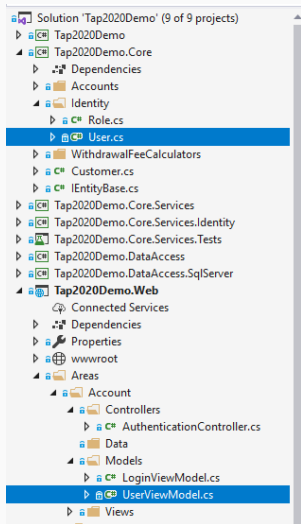 Solution 'Tap2020Demo' (9 of 9 projects)
C# Tap2020Demo
C# Tap2020Demo.Core
Dependencies
Accounts
Identity
C# Role.cs
C# User.cs
WithdrawalFeeCalculators
C# Customer.cs
C# IEntityBase.cs
C# Tap2020Demo.Core.Services
C# Tap2020Demo.Core.Services.Identity
Tap2020Demo.Core.Services.Tests
C# Tap2020Demo.DataAccess
C# Tap2020Demo.DataAccess.SqlServer
Tap2020Demo.Web
Connected Services
Dependencies
Properties
wwwroot
Areas
Account
Controllers
C# AuthenticationController.cs
Data
Models
C# LoginViewModel.cs
C# UserViewModel.cs
Views